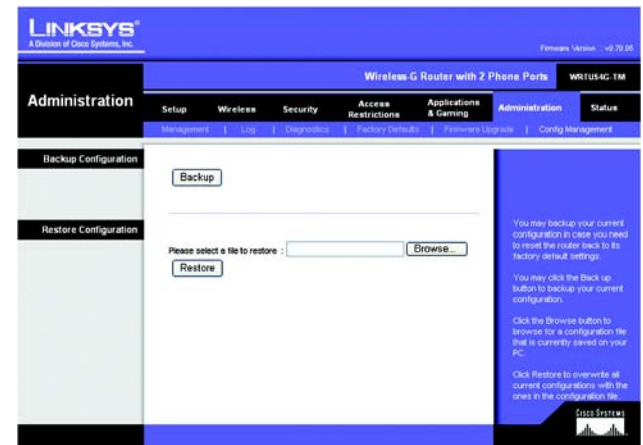 LINKSYS®
A Division of Cisco Systems, Inc.
Firmware Version : v9.70.05
Wireless-G Router with 2 Phone Ports WRTU54G-TM
Administration
Setup Wireless Security Access Restrictions Applications & Gaming Administration Status
Management | Log | Diagnostics | Factory Defaults | Firmware Upgrade | Config Management
Backup Configuration
Backup
Restore Configuration
Please select a file to restore : Browse...
Restore
You may backup your current
configuration in case you need
to reset the router back to its
factory default settings.
You may click the Back up
button to backup your current
configuration.
Click the Browse button to
browse for a configuration file
that is currently saved on your
PC.
Click Restore to overwrite all
current configurations with the
ones in the configuration file.
CISCO SYSTEMS